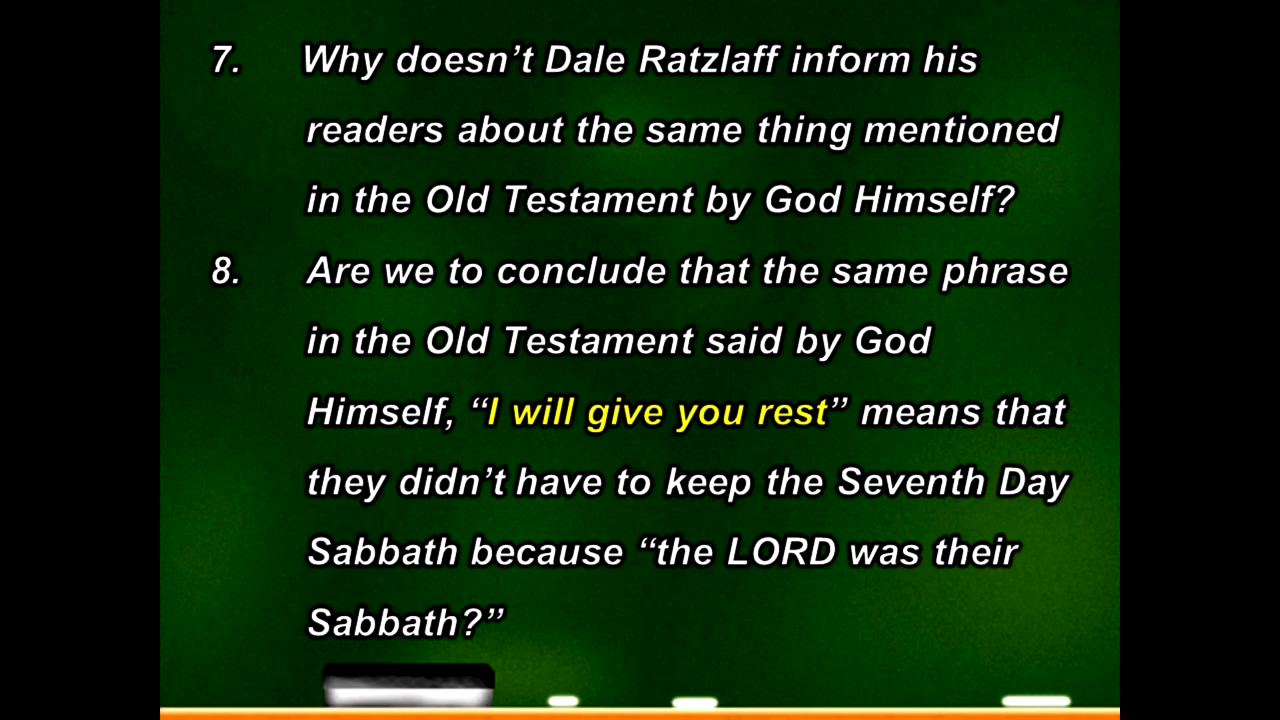 7. Why doesn’t Dale Ratzlaff inform his
readers about the same thing mentioned
in the Old Testament by God Himself?
8. Are we to conclude that the same phrase
in the Old Testament said by God
Himself, “I will give you rest” means that
they didn’t have to keep the Seventh Day
Sabbath because “the LORD was their
Sabbath?”